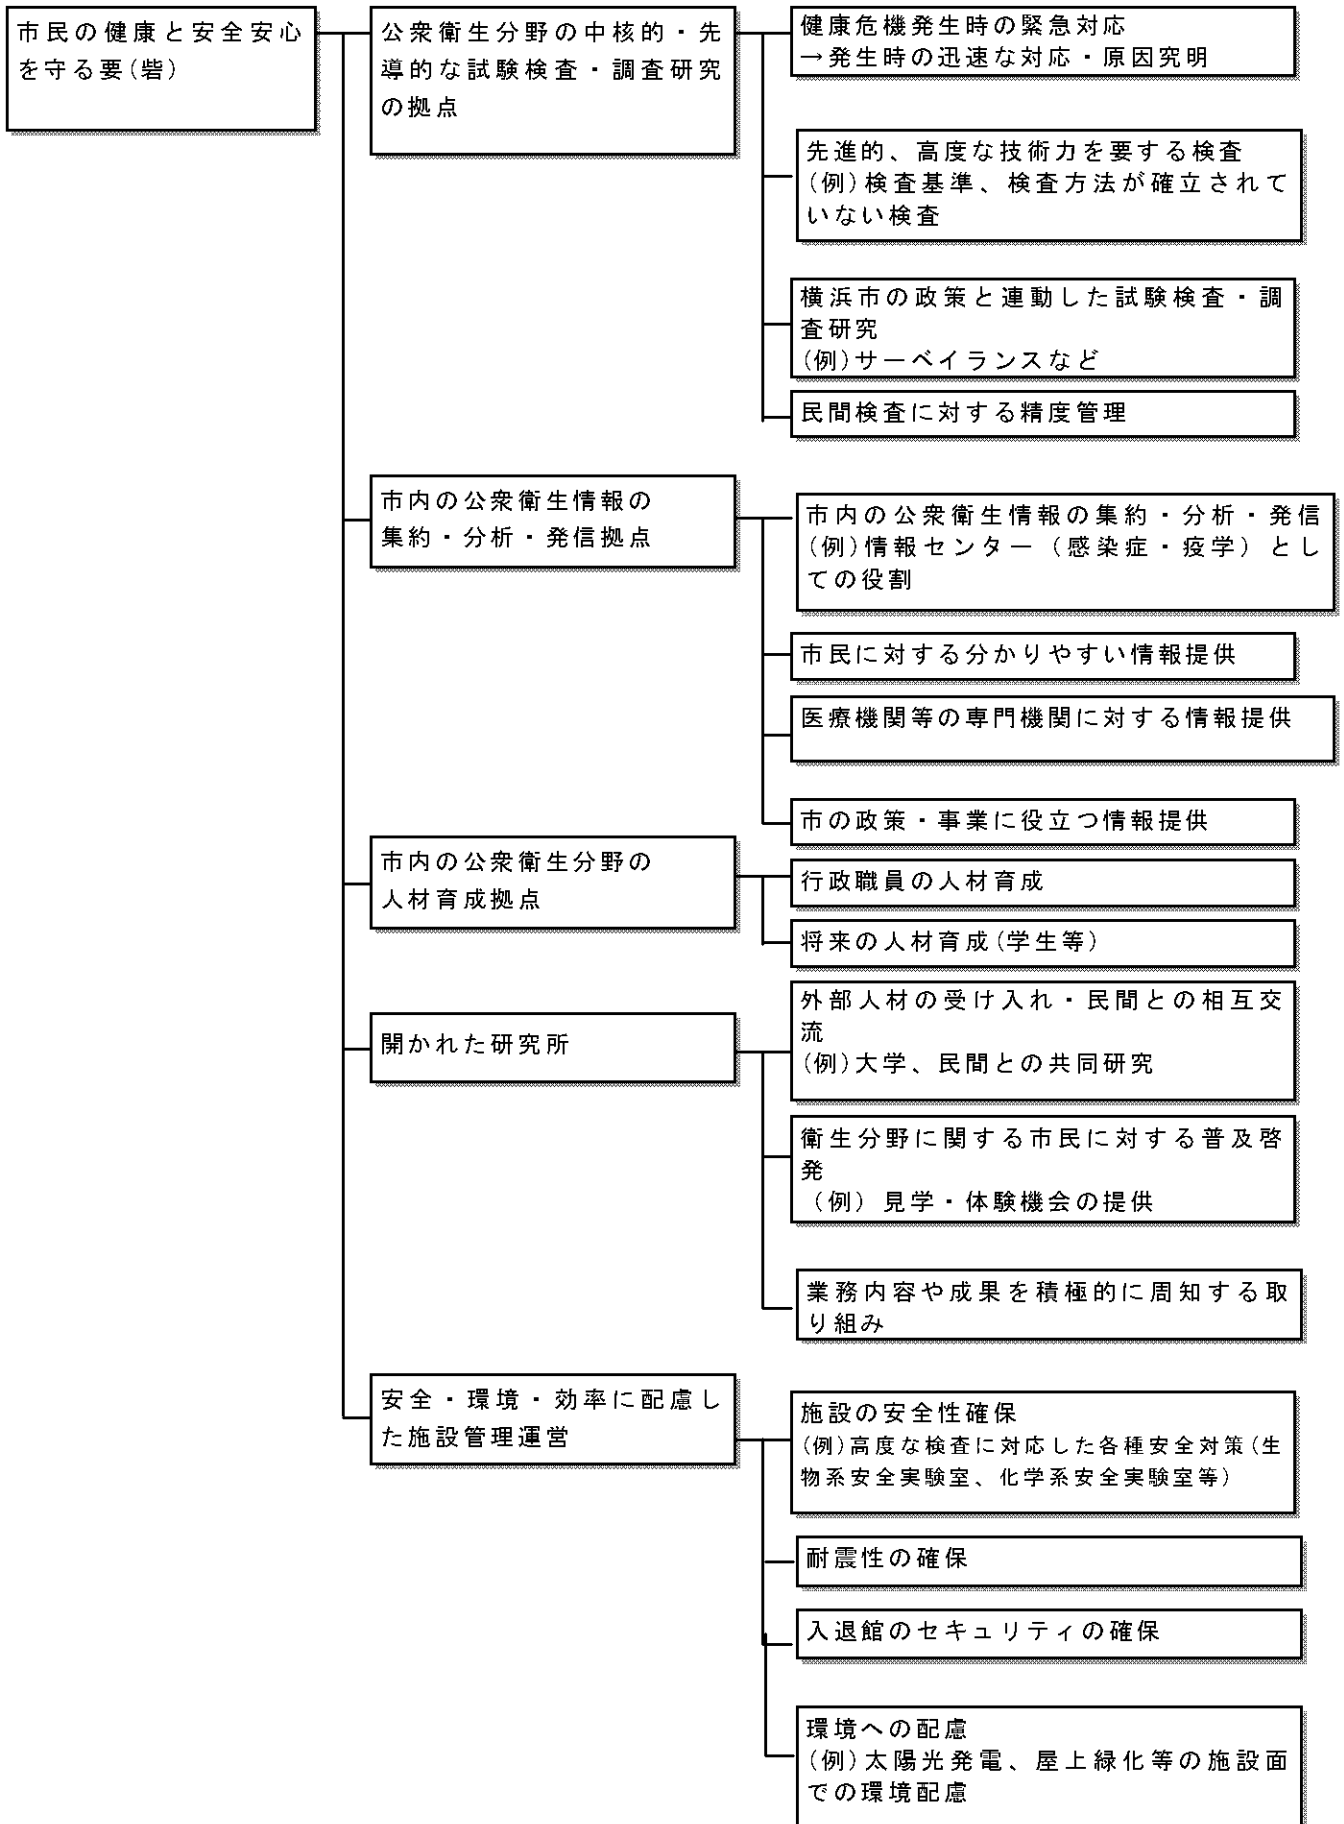 市民の健康と安全安心
を守る要(砦)
公衆衛生分野の中核的・先
導的な試験検査・調査研究
の拠点
健康危機発生時の緊急対応
→発生時の迅速な対応・原因究明
先進的、高度な技術力を要する検査
(例)検査基準、検査方法が確立されて
いない検査
横浜市の政策と連動した試験検査・調
査研究
(例)サーベイランスなど
民間検査に対する精度管理
市内の公衆衛生情報の
集約・分析・発信拠点
市内の公衆衛生情報の集約・分析・発信
(例)情報センター（感染症・疫学）とし
ての役割
市民に対する分かりやすい情報提供
医療機関等の専門機関に対する情報提供
市の政策・事業に役立つ情報提供
市内の公衆衛生分野の
人材育成拠点
行政職員の人材育成
将来の人材育成(学生等)
開かれた研究所
外部人材の受け入れ・民間との相互交
流
(例)大学、民間との共同研究
衛生分野に関する市民に対する普及啓
発
（例）見学・体験機会の提供
業務内容や成果を積極的に周知する取
り組み
安全・環境・効率に配慮し
た施設管理運営
施設の安全性確保
(例)高度な検査に対応した各種安全対策(生
物系安全実験室、化学系安全実験室等)
耐震性の確保
入退館のセキュリティの確保
環境への配慮
(例)太陽光発電、屋上緑化等の施設面
での環境配慮